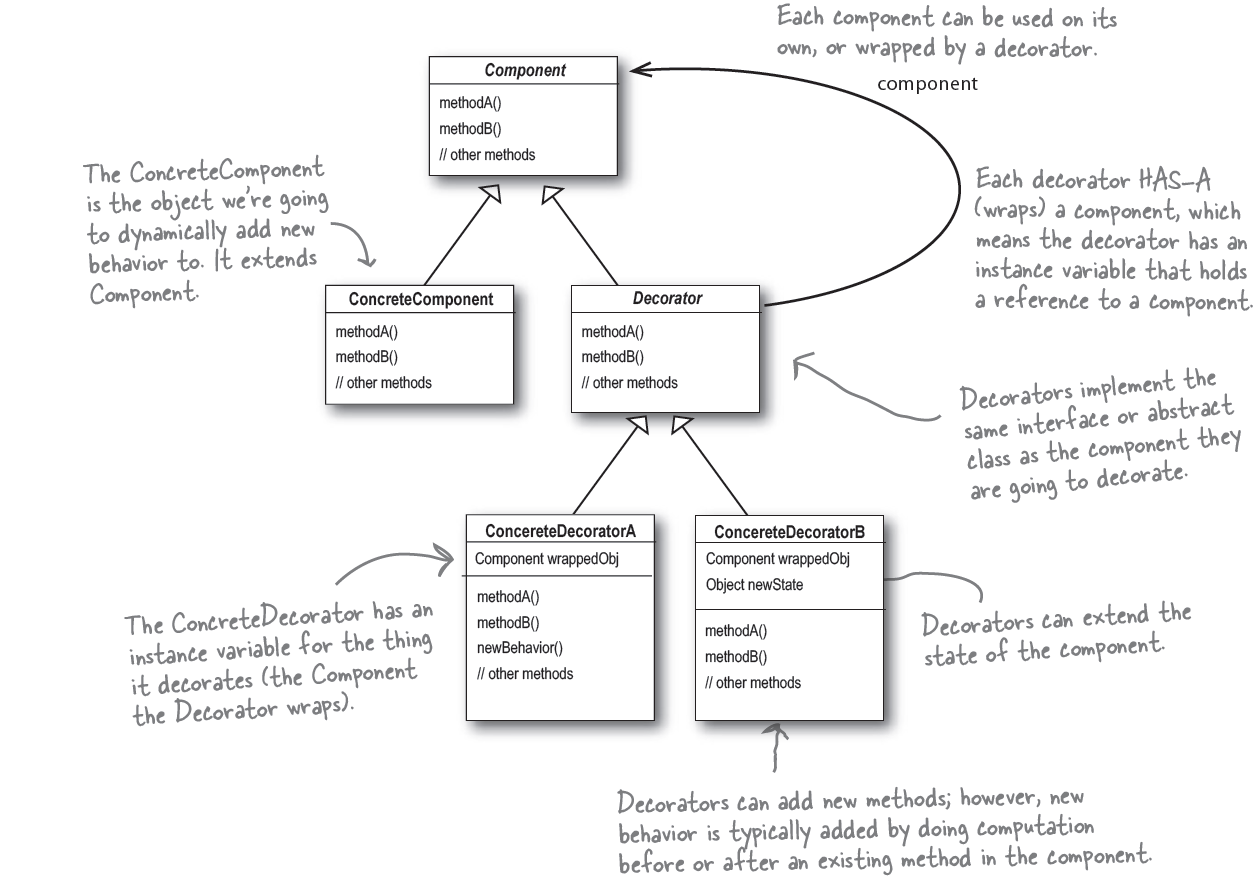 Each component can be used on its
own, or wrapped by a decorator.
component
Component
methodA()
methodB()
// other methods
The ConcreteComponent
is the object we're going
to dynamically add new
behavior to. It extends
Component.
Each decorator HAS-A
(wraps) a component, which
means the decorator has an
instance variable that holds
a reference to a component.
ConcreteComponent
methodA()
methodB()
// other methods
Decorator
methodA()
methodB()
// other methods
Decorators implement the
same interface or abstract
class as the component they
are going to decorate.
ConcereteDecoratorA
Component wrappedObj
methodA()
methodB()
newBehavior()
// other methods
ConcereteDecoratorB
Component wrappedObj
Object newState
methodA()
methodB()
// other methods
The ConcreteDecorator has an
instance variable for the thing
it decorates (the Component
the Decorator wraps).
Decorators can extend the
state of the component.
Decorators can add new methods; however, new
behavior is typically added by doing computation
before or after an existing method in the component.